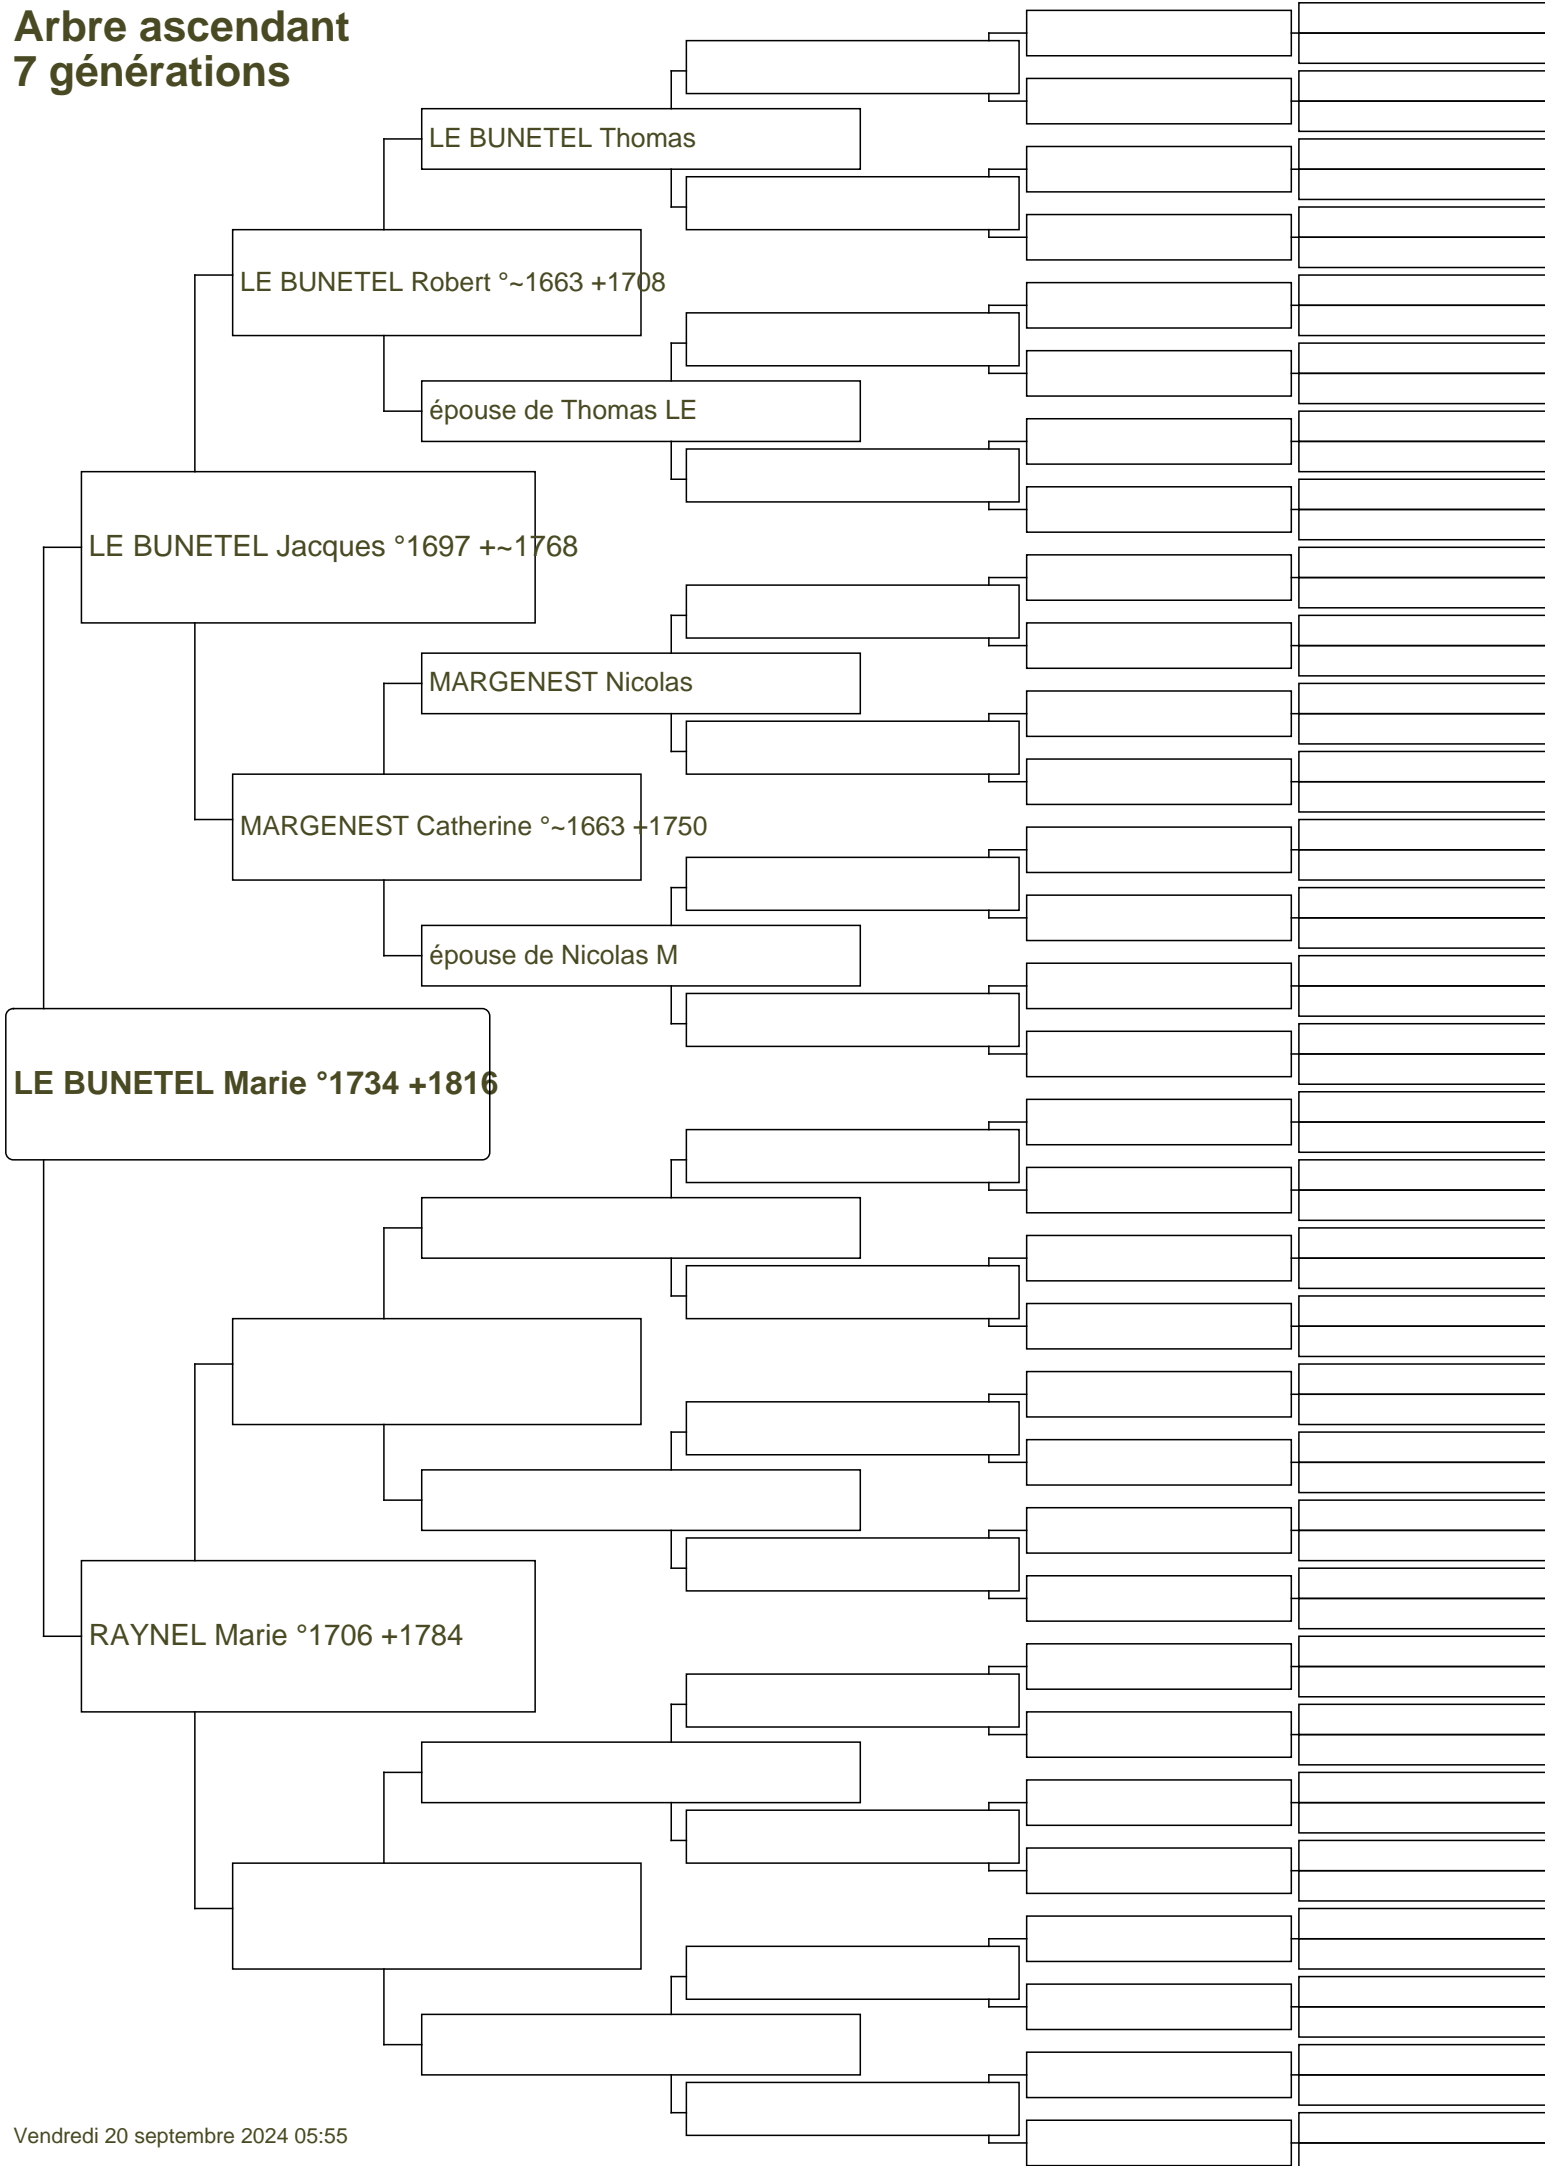 Arbre ascendant
7 générations
LE BUNETEL Thomas
LE BUNETEL Robert °~1663 +1708
épouse de Thomas LE
LE BUNETEL Jacques °1697 +~1768
MARGENEST Nicolas
MARGENEST Catherine °~1663 +1750
épouse de Nicolas M
LE BUNETEL Marie °1734 +1816
RAYNEL Marie °1706 +1784
Vendredi 20 septembre 2024 05:55